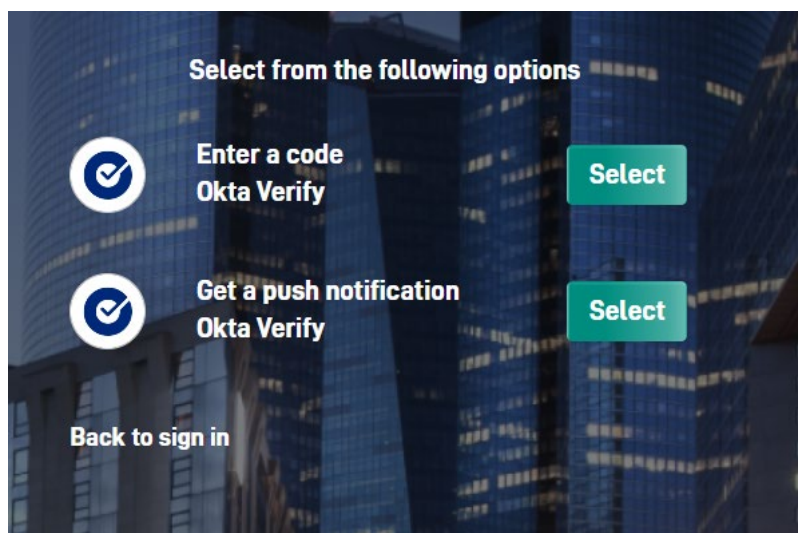 Select from the following options
Enter a code
Okta Verify
Select
Get a push notification
Okta Verify
Select
Back to sign in